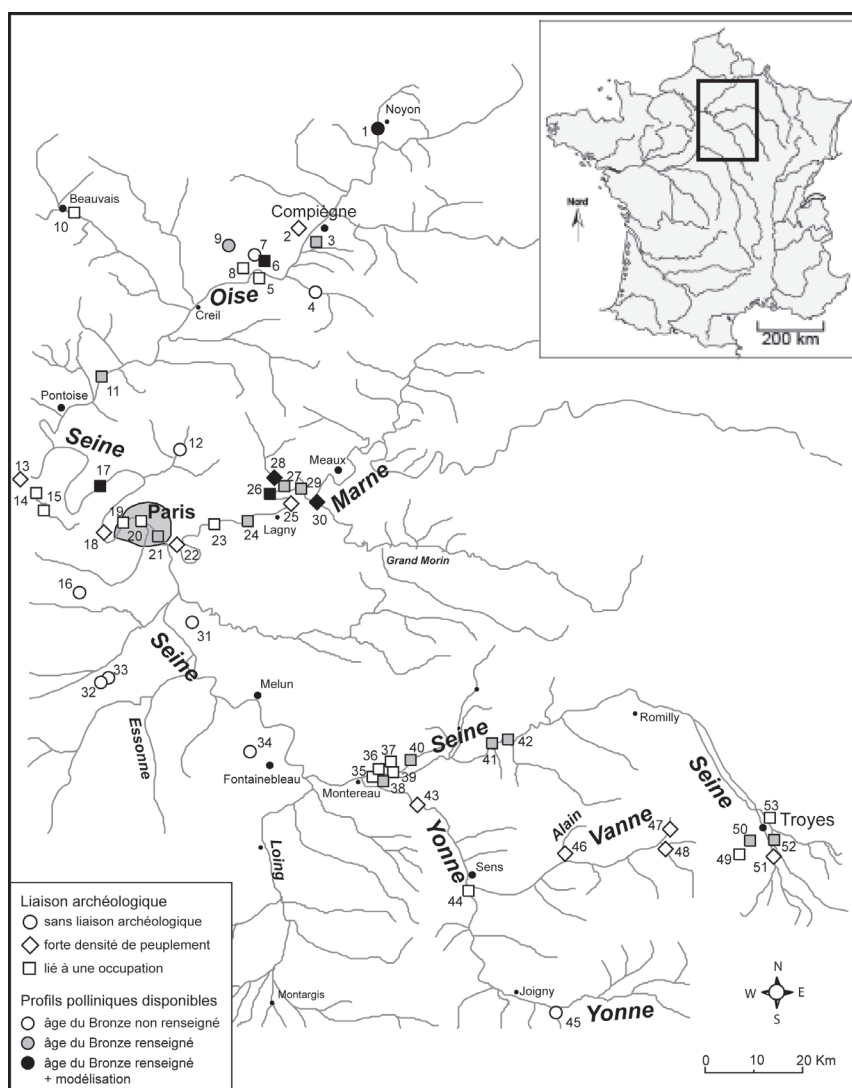 Noyon
1
Beauvais
10
Compiègne
2
3
9
7
8
6
5
Oise
4
Creil
Nord
200 km
11
Pontoise
Seine
12
13
14
15
17
28
27
29
Meaux
26
25
30
Marne
Lagny
19
Paris
18
20
21
22
23
24
Grand Morin
16
31
Seine
33
32
Essonne
Melun
34
Fontainebleau
36
37
40
Seine
42
41
35
39
38
Montereau
43
Romilly
Seine
53
Troyes
50
52
49
51
Yonne
Alain
Vanne
47
46
48
Loing
Sens
44
Montargis
Joigny
45
Yonne
Liaison archéologique
sans liaison archéologique
forte densité de peuplement
lié à une occupation
Profils polliniques disponibles
âge du Bronze non renseigné
âge du Bronze renseigné
âge du Bronze renseigné
+ modélisation
N
W
E
S
0 10 20 Km